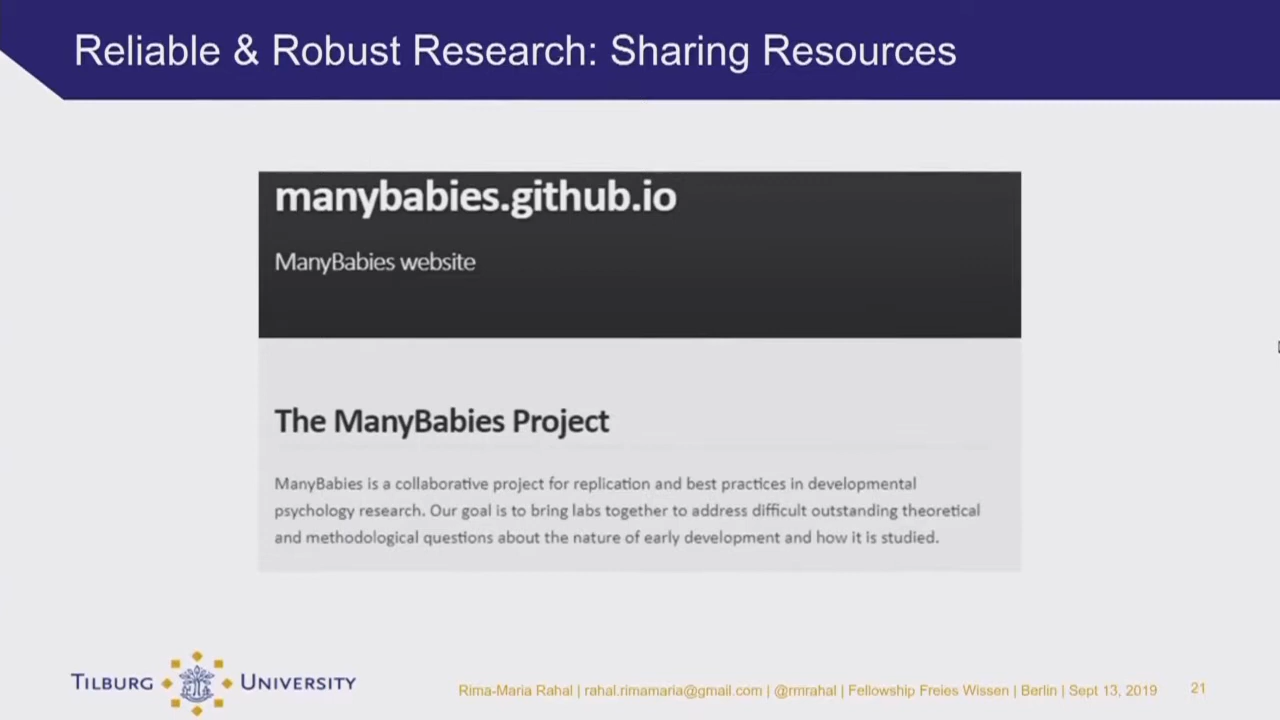 Reliable & Robust Research: Sharing Resources
manybabies.github.io
ManyBabies website
The ManyBabies Project
ManyBabies is a collaborative project for replication and best practices in developmental
psychology research. Our goal is to bring labs together to address difficult outstanding theoretical
and methodological questions about the nature of early development and how it is studied.
TILBURG UNIVERSITY
Rima-Maria Rahal | rahal.rimamaria@gmail.com | @rmrahal | Fellowship Freies Wissen | Berlin | Sept 13, 2019
21